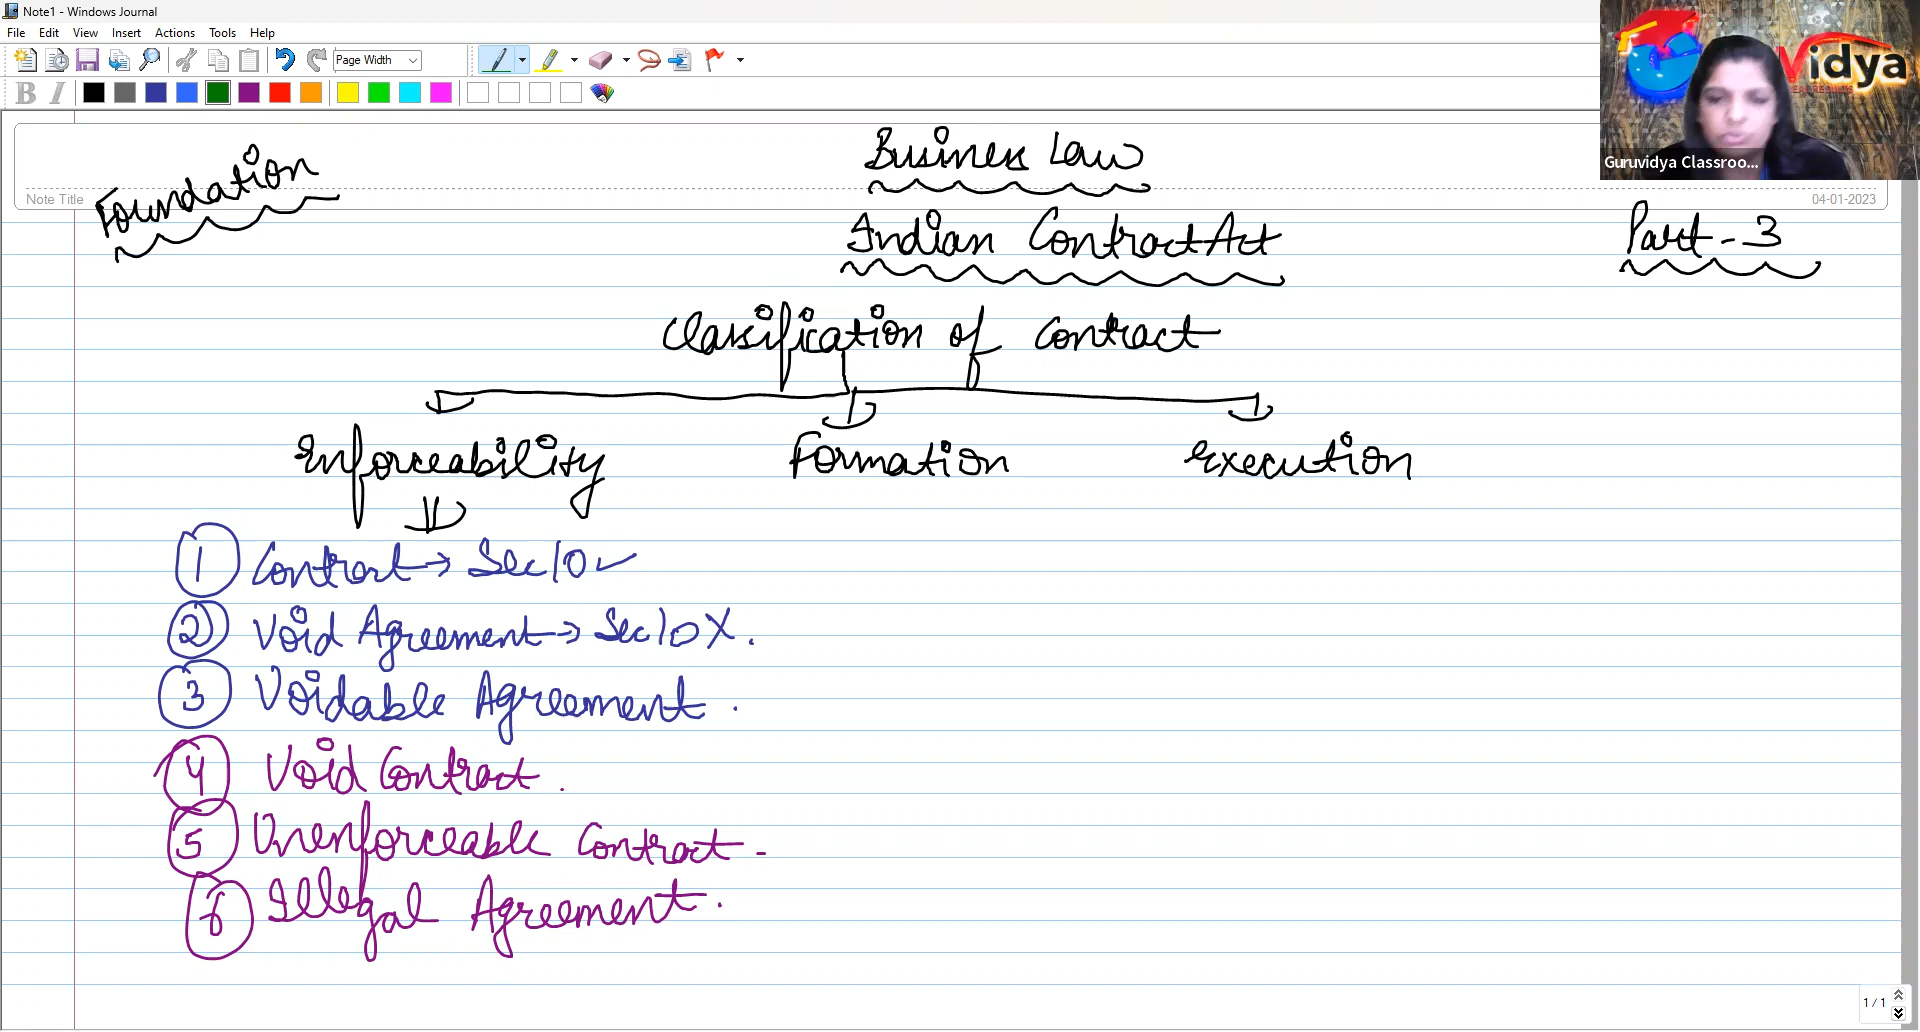 Note1 - Windows Journal
File Edit View Insert Actions Tools Help
Page Width
B I
Vidya
Guruvidya Classroo...
Business Law
Foundation
Note Title
04-01-2023
Indian Contract Act
Part - 3
Classification of Contract
Enforceability Formation Execution
1 Contract → Sec 10 ✓
2 Void Agreement → Sec 10 X.
3 Voidable Agreement.
4 Void Contract.
5 Unenforceable Contract -
6 Illegal Agreement.
1 / 1